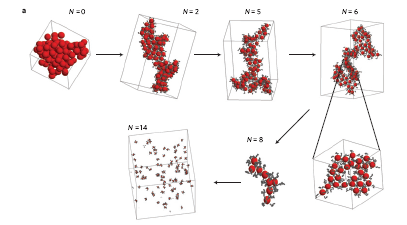 a
N = 0
N = 2
N = 5
N = 6
N = 8
N = 14